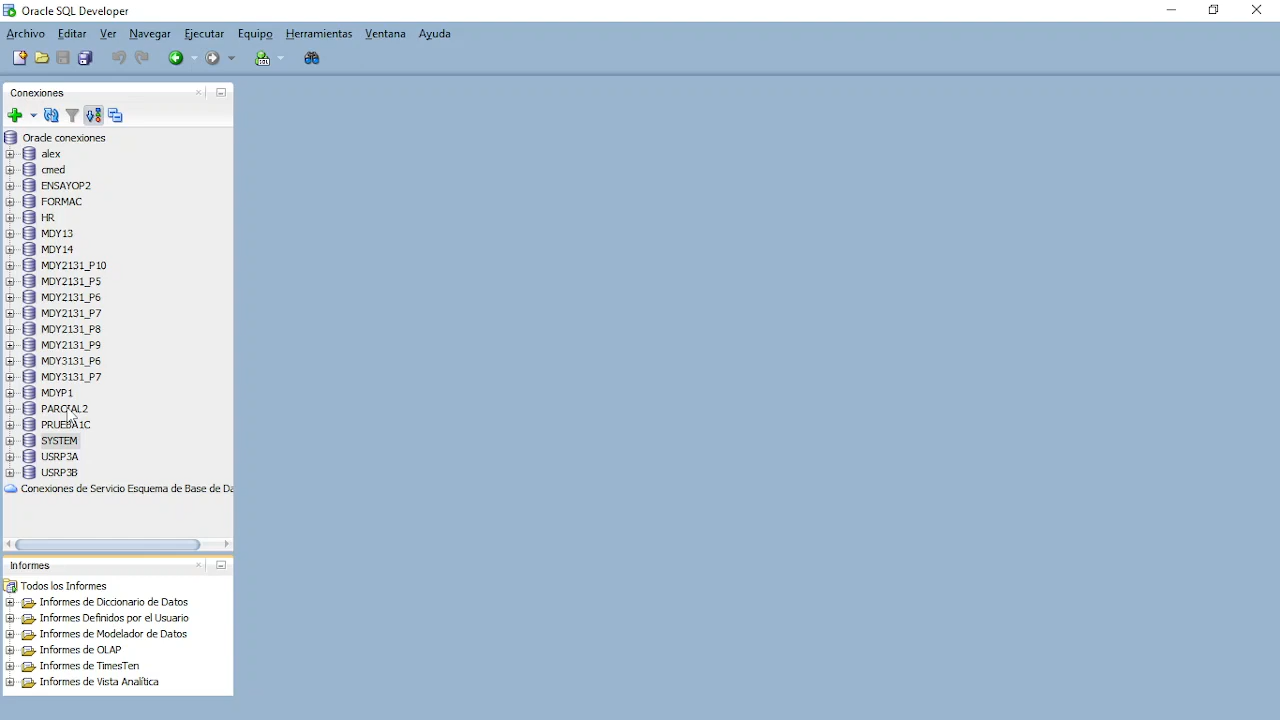 Oracle SQL Developer
Archivo Editar Ver Navegar Ejecutar Equipo Herramientas Ventana Ayuda
SQL
Conexiones
Oracle conexiones
alex
cmed
ENSAYOP2
FORMAC
HR
MDY13
MDY14
MDY2131_P10
MDY2131_P5
MDY2131_P6
MDY2131_P7
MDY2131_P8
MDY2131_P9
MDY3131_P6
MDY3131_P7
MDYP1
PARCIAL2
PRUEBA1C
SYSTEM
USRP3A
USRP3B
Conexiones de Servicio Esquema de Base de Da
Informes
Todos los Informes
Informes de Diccionario de Datos
Informes Definidos por el Usuario
Informes de Modelador de Datos
Informes de OLAP
Informes de TimesTen
Informes de Vista Analítica